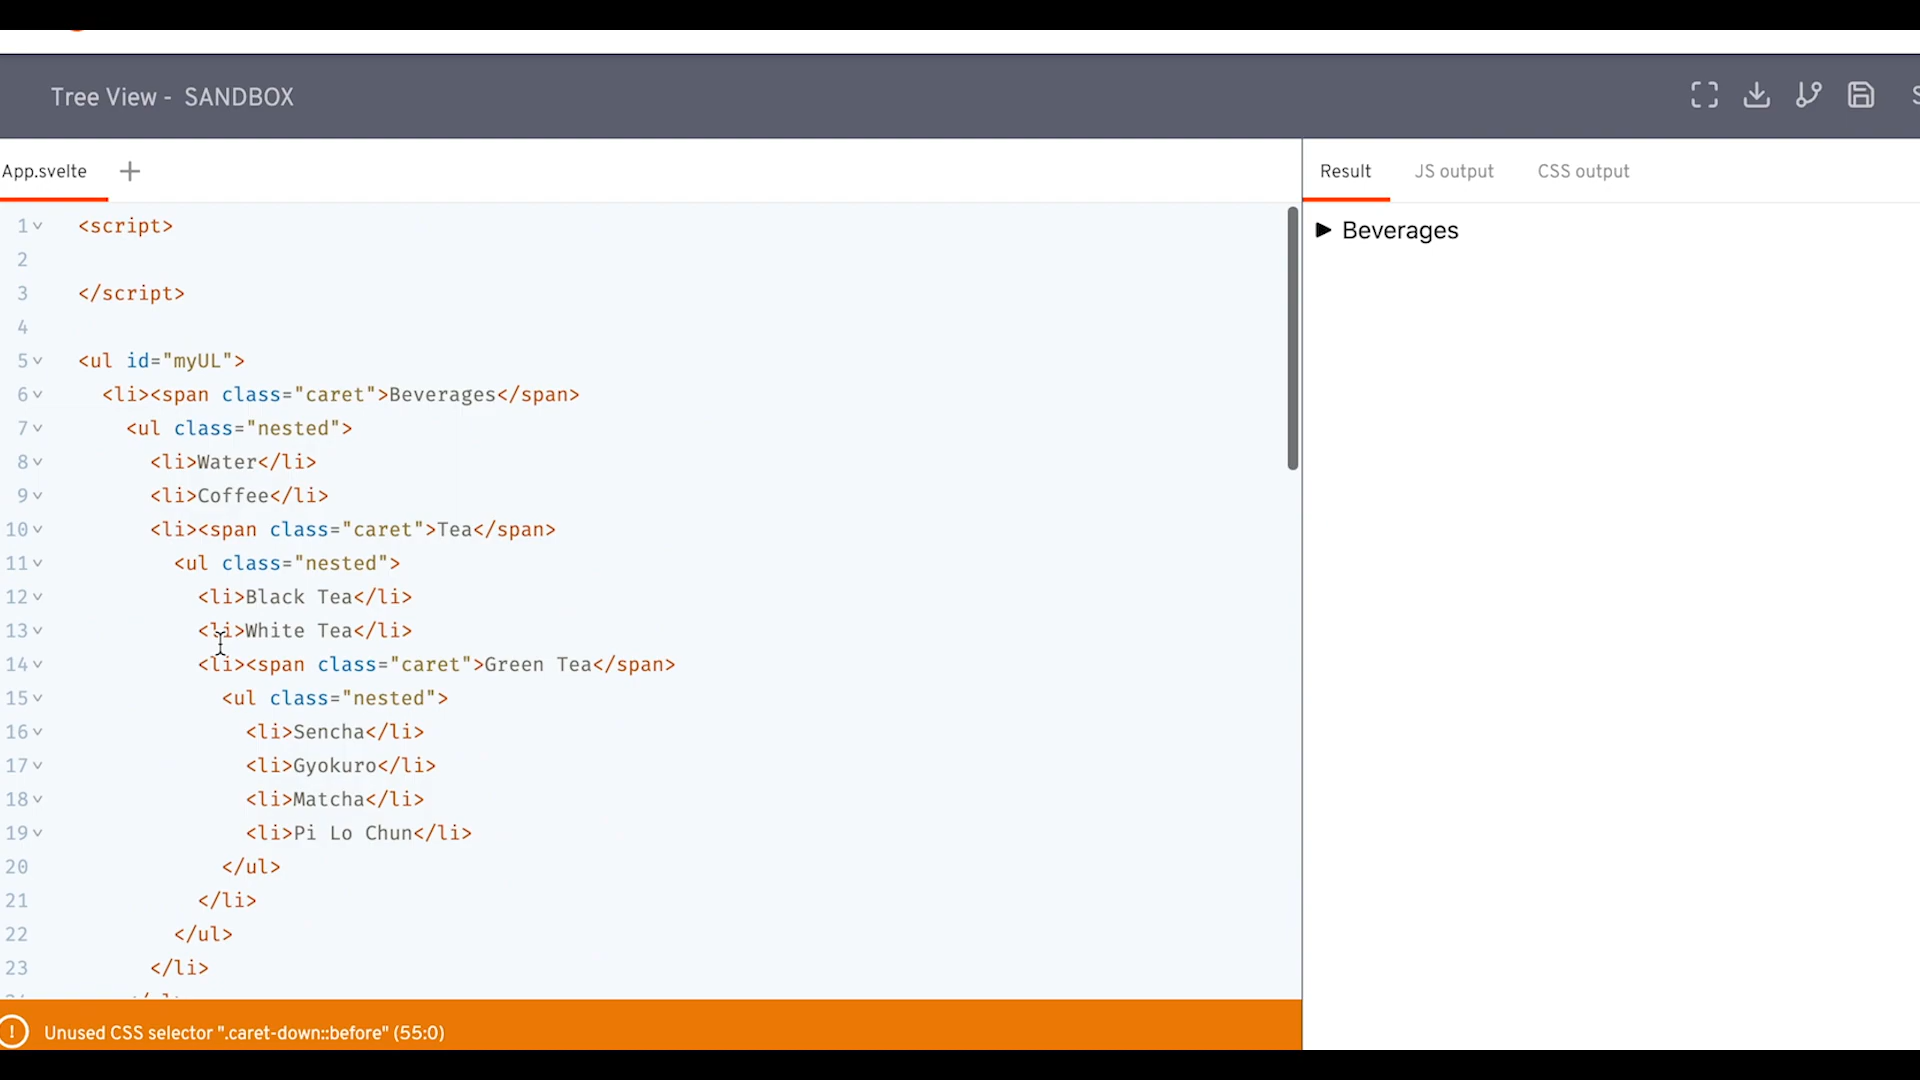 Tree View - SANDBOX
App.svelte
Result JS output CSS output
1 <script>
2
3 </script>
4
5 <ul id="myUL">
6 <li><span class="caret">Beverages</span>
7 <ul class="nested">
8 <li>Water</li>
9 <li>Coffee</li>
10 <li><span class="caret">Tea</span>
11 <ul class="nested">
12 <li>Black Tea</li>
13 <li>White Tea</li>
14 <li><span class="caret">Green Tea</span>
15 <ul class="nested">
16 <li>Sencha</li>
17 <li>Gyokuro</li>
18 <li>Matcha</li>
19 <li>Pi Lo Chun</li>
20 </ul>
21 </li>
22 </ul>
23 </li>
Unused CSS selector ".caret-down::before" (55:0)
Beverages